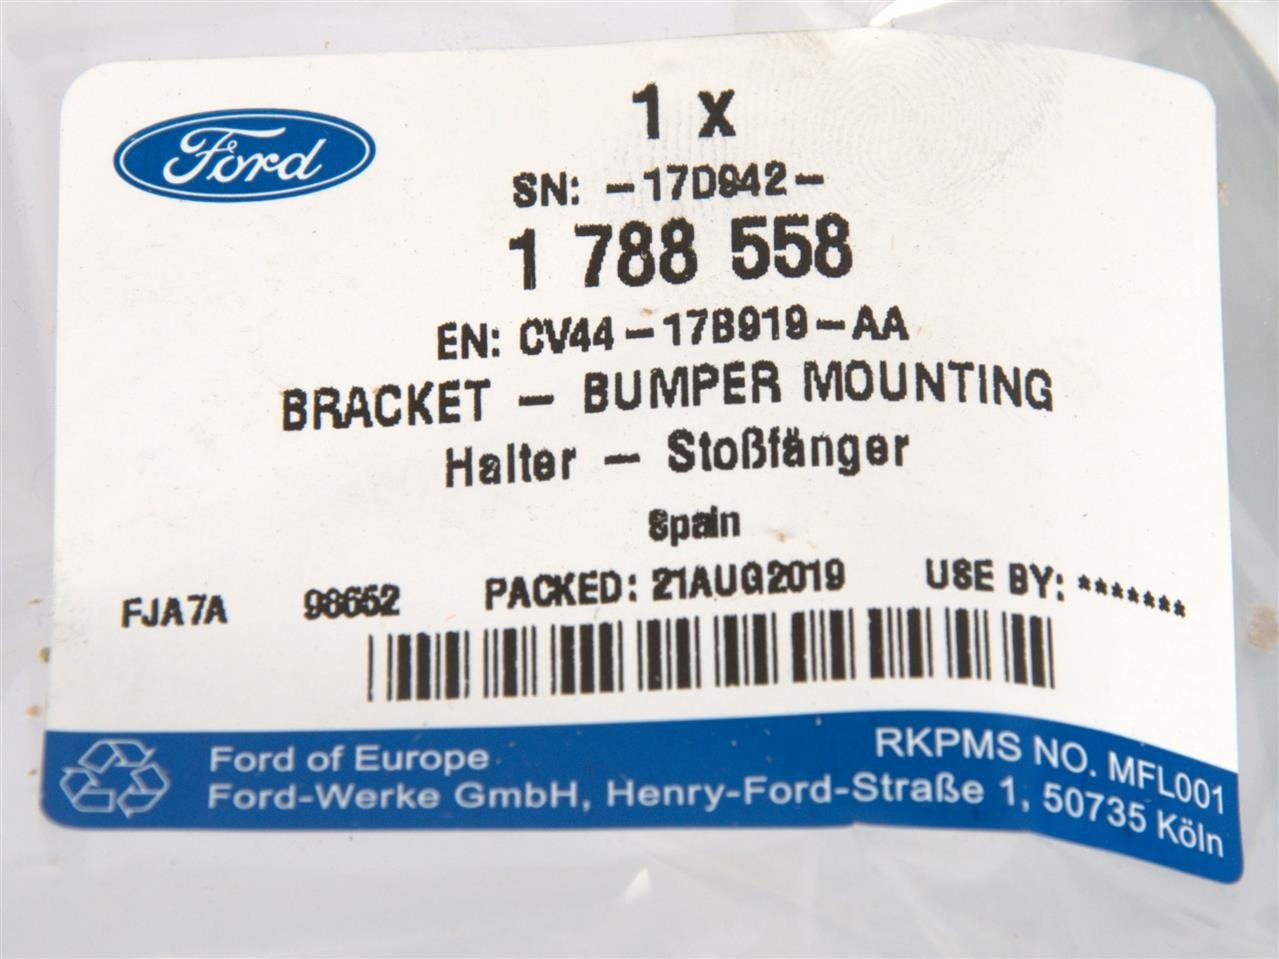 Ford
1 x
SN: -17D942-
1 788 558
EN: CV44-17B919-AA
BRACKET - BUMPER MOUNTING
Halter - Stoßfänger
Spain
FJA7A 98652 PACKED: 21AUG2019 USE BY: *******
RKPMS NO. MFL001
Ford of Europe
Ford-Werke GmbH, Henry-Ford-Straße 1, 50735 Köln